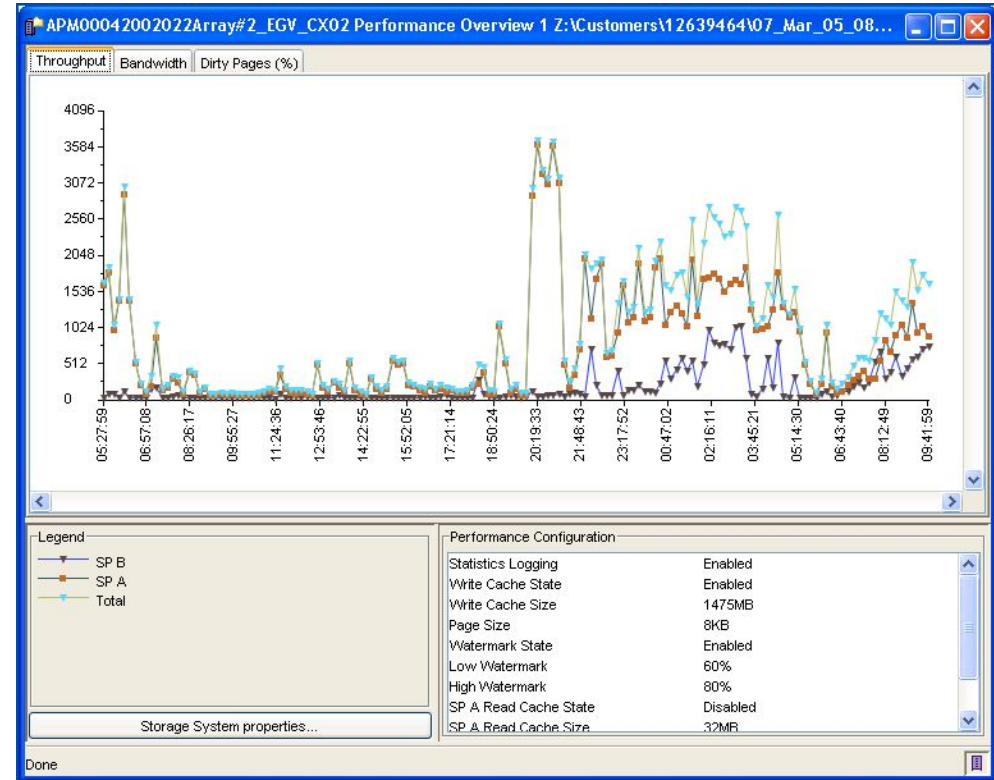 APM00042002022Array#2_EGV_CX02 Performance Overview 1 Z:\Customers\12639464\07_Mar_05_08...
Throughput Bandwidth Dirty Pages (%)
4096
3584
3072
2560
2048
1536
1024
512
0
05:27:59 06:57:08 08:26:17 09:55:27 11:24:36 12:53:46 14:22:55 15:52:05 17:21:14 18:50:24 20:19:33 21:48:43 23:17:52 00:47:02 02:16:11 03:45:21 05:14:30 06:43:40 08:12:49 09:41:59
Legend
SP B
SP A
Total
Storage System properties...
Performance Configuration
Statistics Logging Enabled
Write Cache State Enabled
Write Cache Size 1475MB
Page Size 8KB
Watermark State Enabled
Low Watermark 60%
High Watermark 80%
SP A Read Cache State Disabled
SP A Read Cache Size 32MB
Done